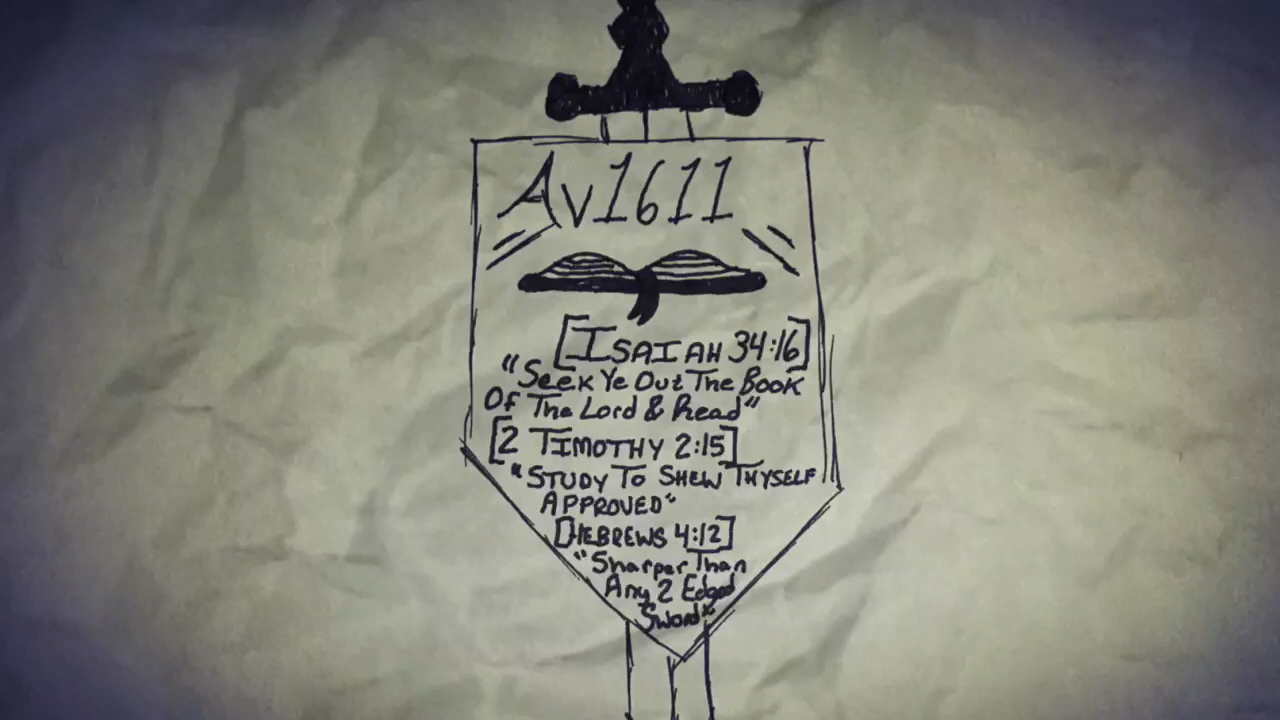 Av1611
[ISAIAH 34:16]
"Seek Ye Out The Book
Of The Lord & Read"
[2 TIMOTHY 2:15]
"STUDY TO SHEW THYSELF
APPROVED"
[HEBREWS 4:12]
"Sharper Than
Any 2 Edged
Sword"